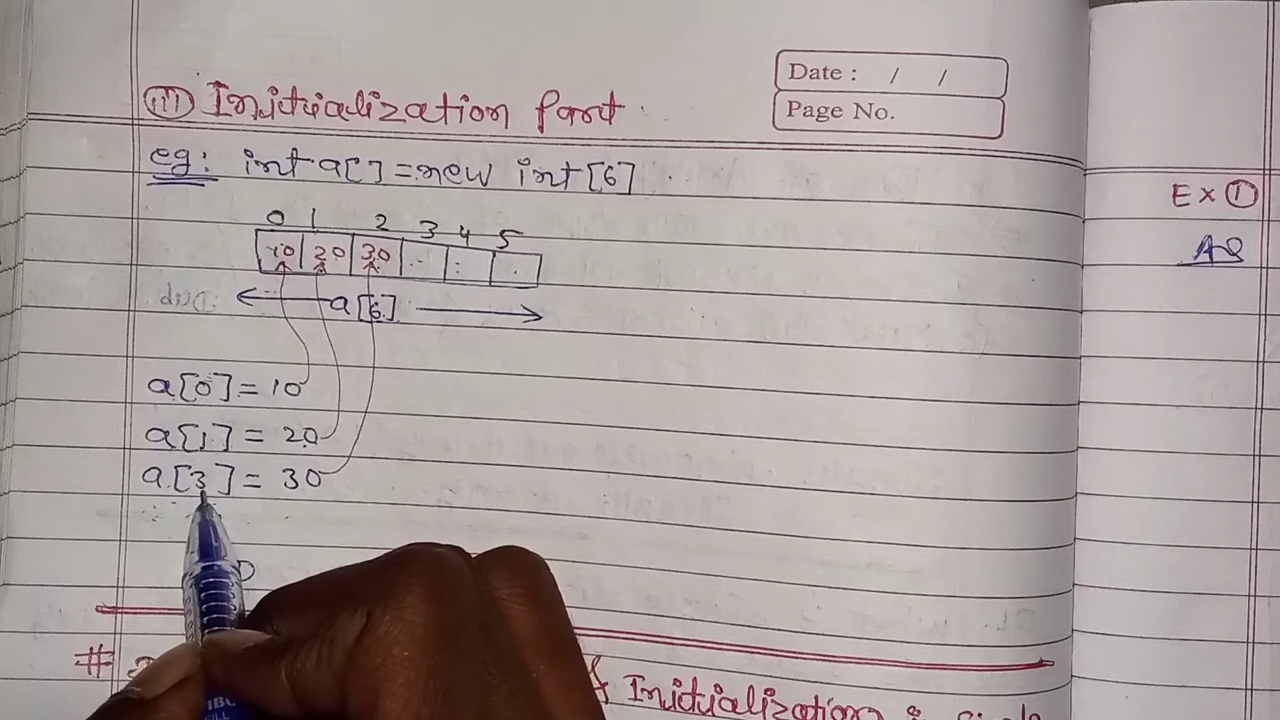 Date : / /
Page No.
(III) Initialization Part
eg: int a[] = new int[6]
Ex ①
0 1 2 3 4 5
10 20 30 . : .
a[6]
a[0] = 10
a[1] = 20
a[3] = 30
# Initialization